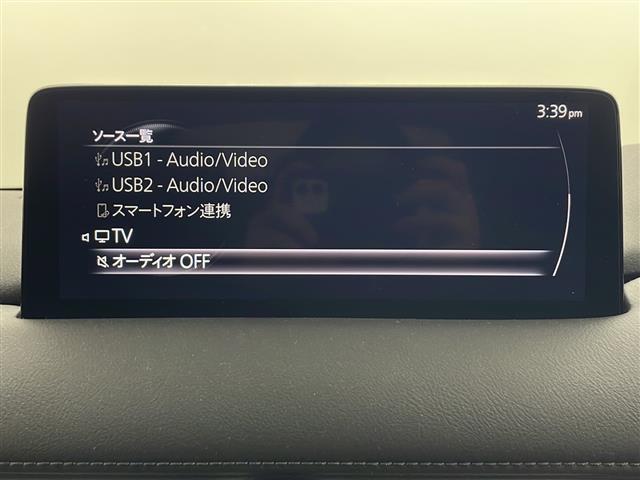 3:39pm
ソース一覧
USB1 - Audio/Video
USB2 - Audio/Video
スマートフォン連携
TV
オーディオ OFF